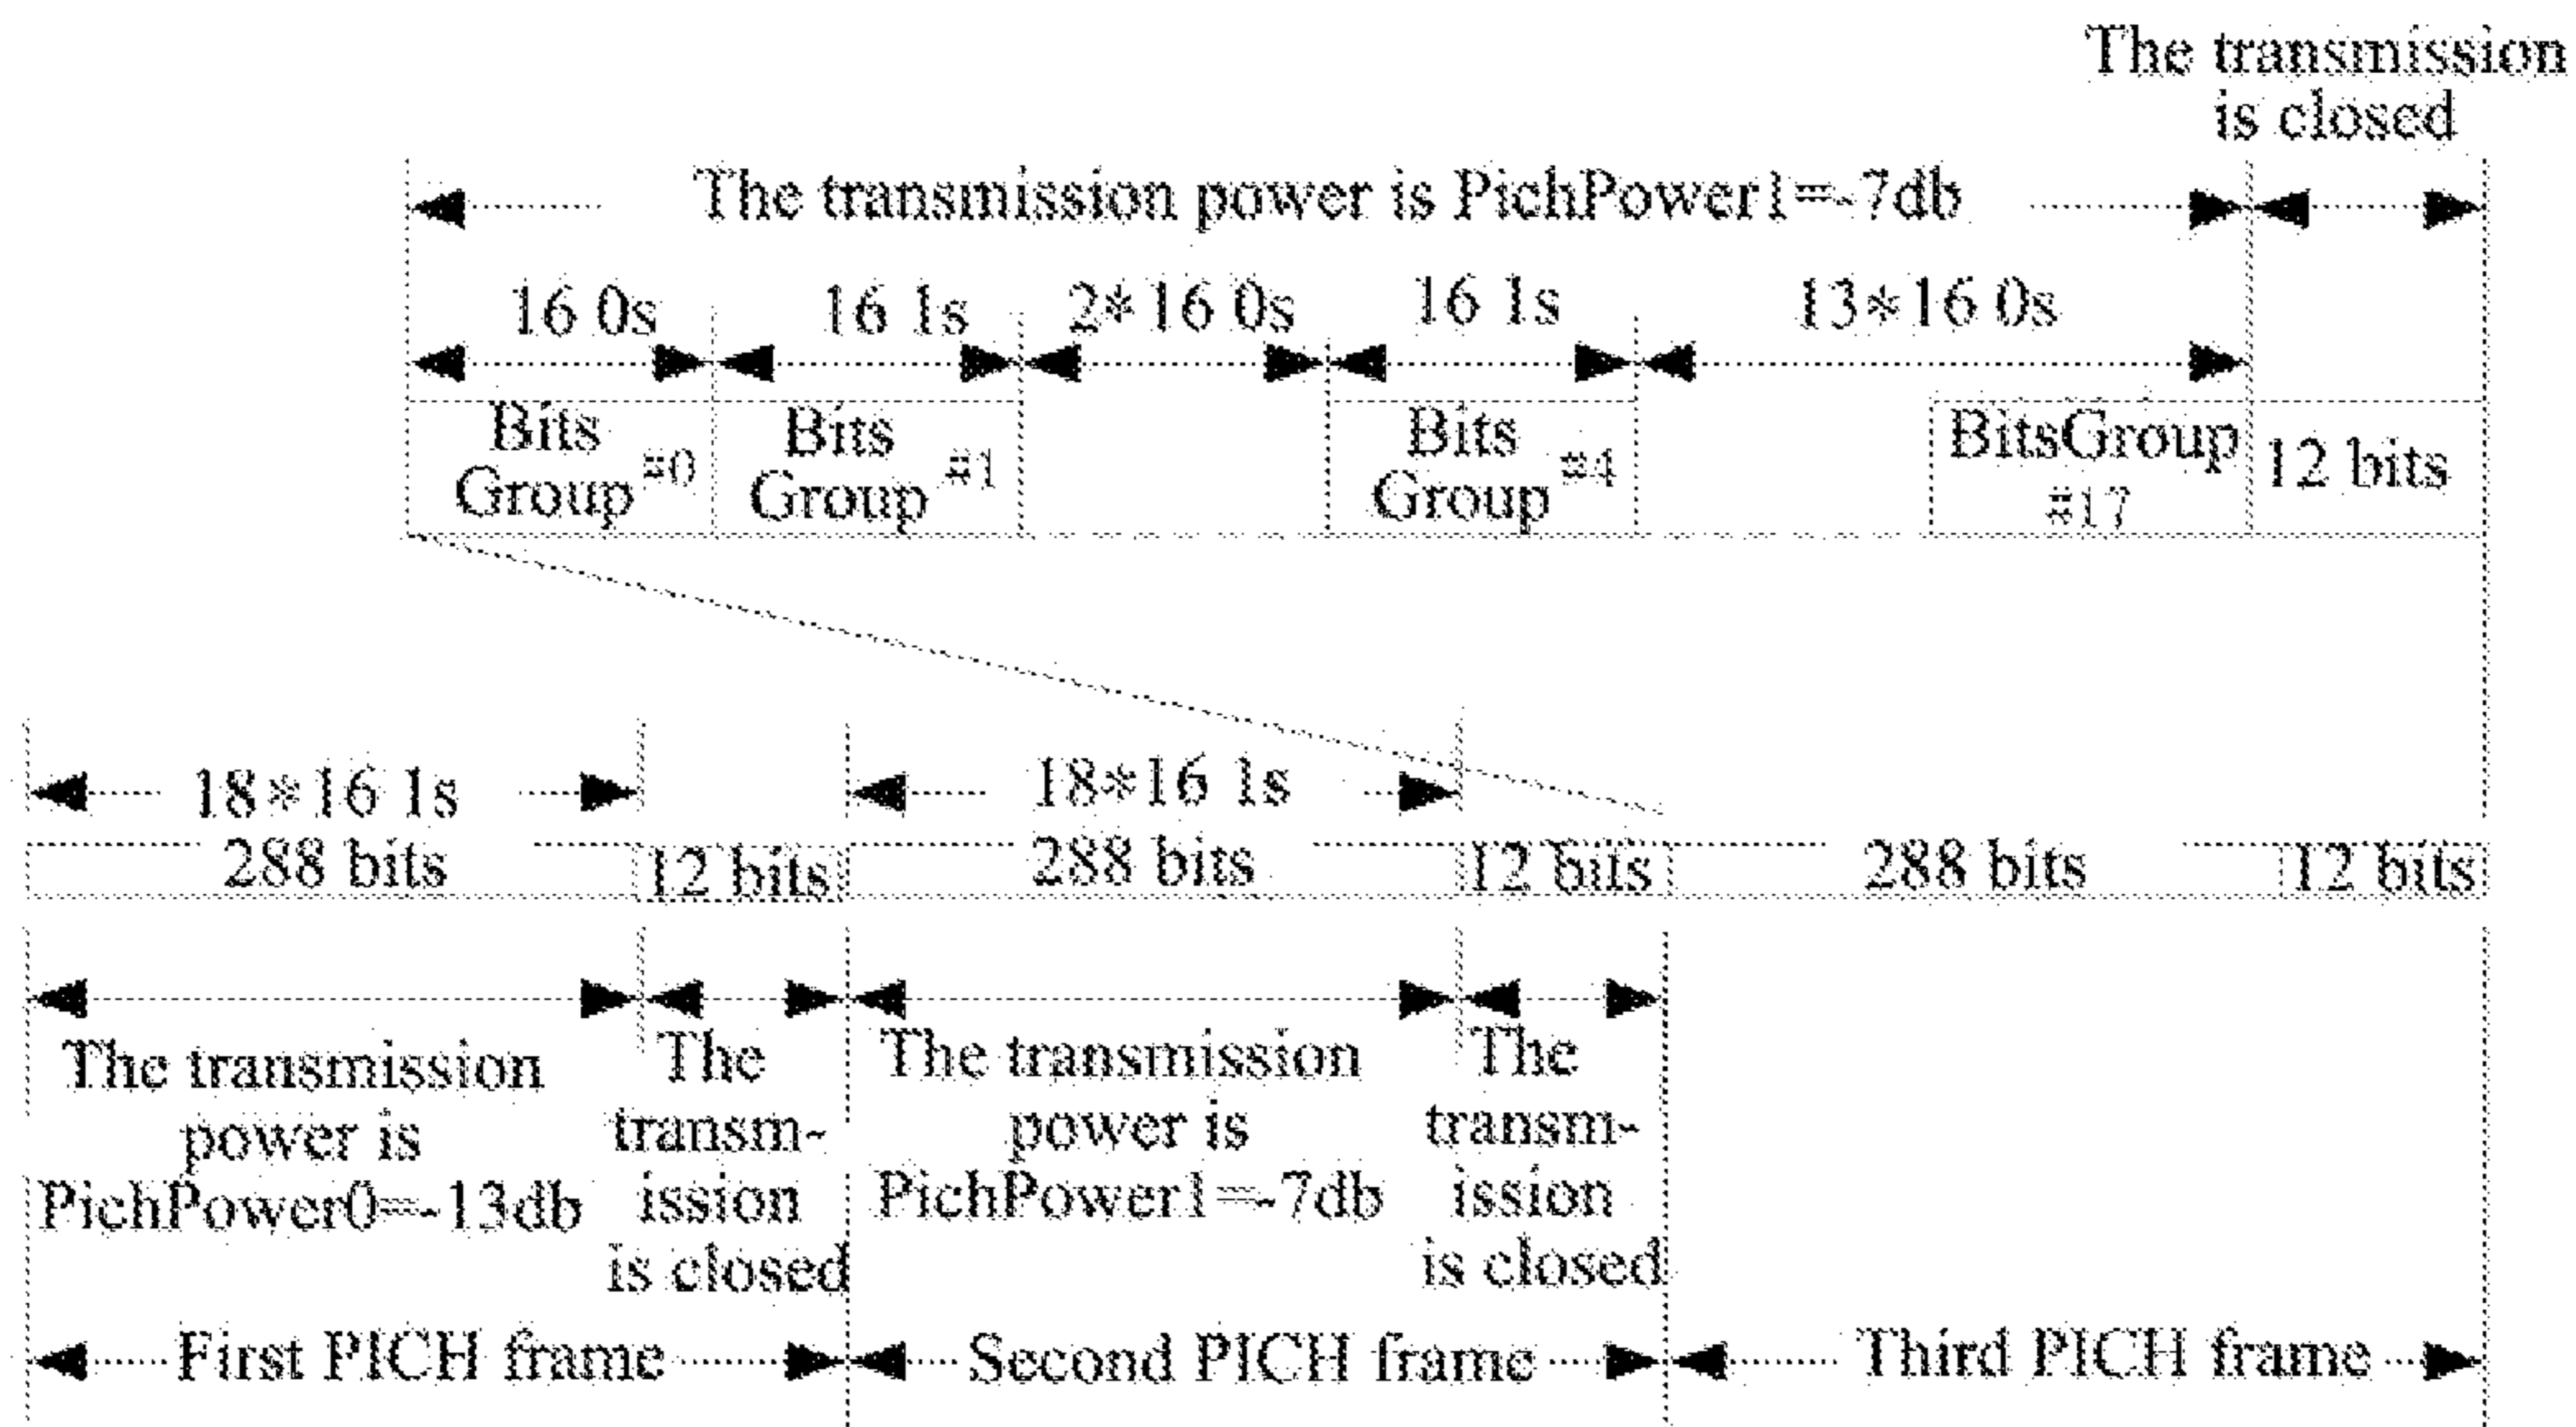 The transmission
is closed
The transmission power is PichPower1=-7db
16 0s 16 1s 2*16 0s 16 1s 13*16 0s
Bits Group #0
Bits Group #1
Bits Group #4
BitsGroup #17
12 bits
18*16 1s 18*16 1s
288 bits 12 bits 288 bits 12 bits 288 bits 12 bits
The transmission
power is
PichPower0=-13db
The
transm-
ission
is closed
The transmission
power is
PichPower1=-7db
The
transm-
ission
is closed
First PICH frame Second PICH frame Third PICH frame